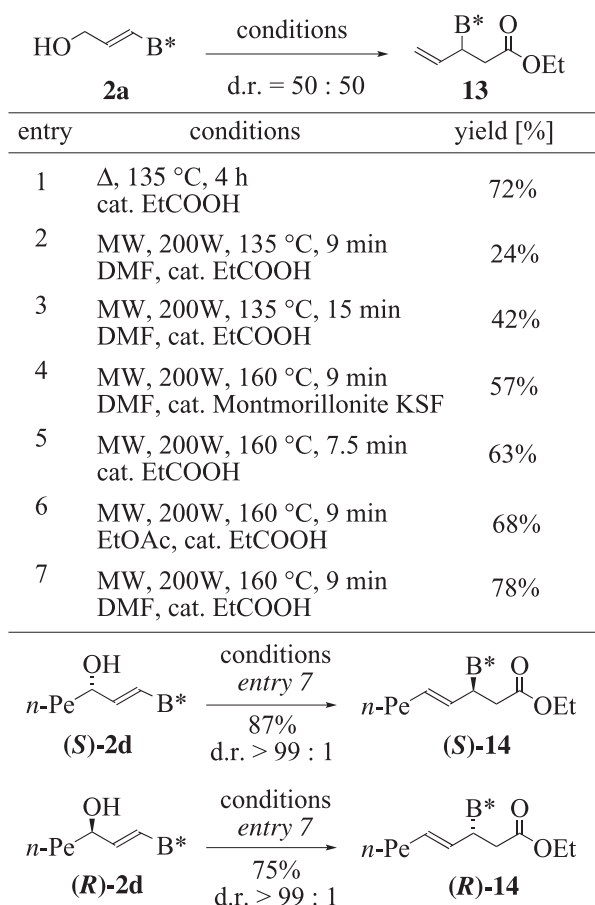 HO B* conditions B* O OEt
2a d.r. = 50 : 50 13
entry conditions yield [%]
1 Δ, 135 °C, 4 h
cat. EtCOOH 72%
2 MW, 200W, 135 °C, 9 min
DMF, cat. EtCOOH 24%
3 MW, 200W, 135 °C, 15 min
DMF, cat. EtCOOH 42%
4 MW, 200W, 160 °C, 9 min
DMF, cat. Montmorillonite KSF 57%
5 MW, 200W, 160 °C, 7.5 min
cat. EtCOOH 63%
6 MW, 200W, 160 °C, 9 min
EtOAc, cat. EtCOOH 68%
7 MW, 200W, 160 °C, 9 min
DMF, cat. EtCOOH 78%
OH conditions B* O
n-Pe B* entry 7 n-Pe OEt
87%
(S)-2d d.r. > 99 : 1 (S)-14
OH conditions B* O
n-Pe B* entry 7 n-Pe OEt
75%
(R)-2d d.r. > 99 : 1 (R)-14